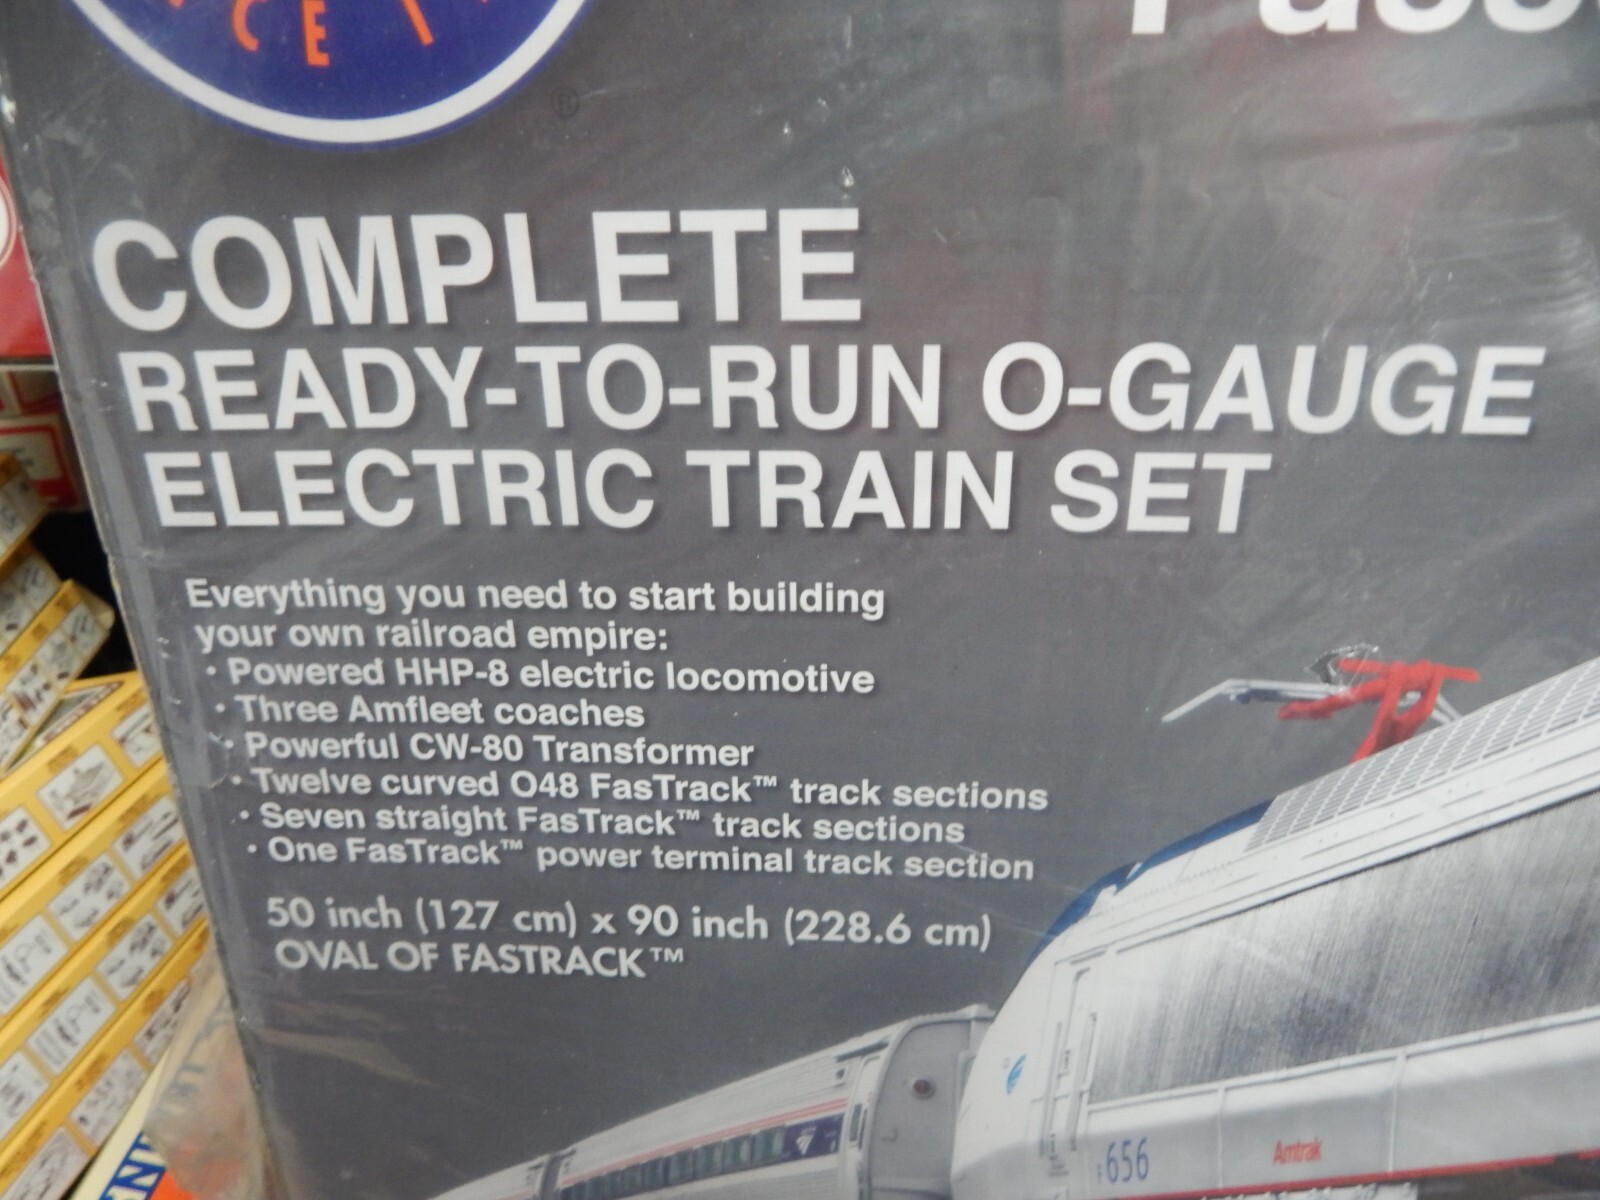 ®
COMPLETE
READY-TO-RUN O-GAUGE
ELECTRIC TRAIN SET
Everything you need to start building
your own railroad empire:
· Powered HHP-8 electric locomotive
· Three Amfleet coaches
· Powerful CW-80 Transformer
· Twelve curved O48 FasTrack™ track sections
· Seven straight FasTrack™ track sections
· One FasTrack™ power terminal track section
50 inch (127 cm) x 90 inch (228.6 cm)
OVAL OF FASTRACK™
656
Amtrak